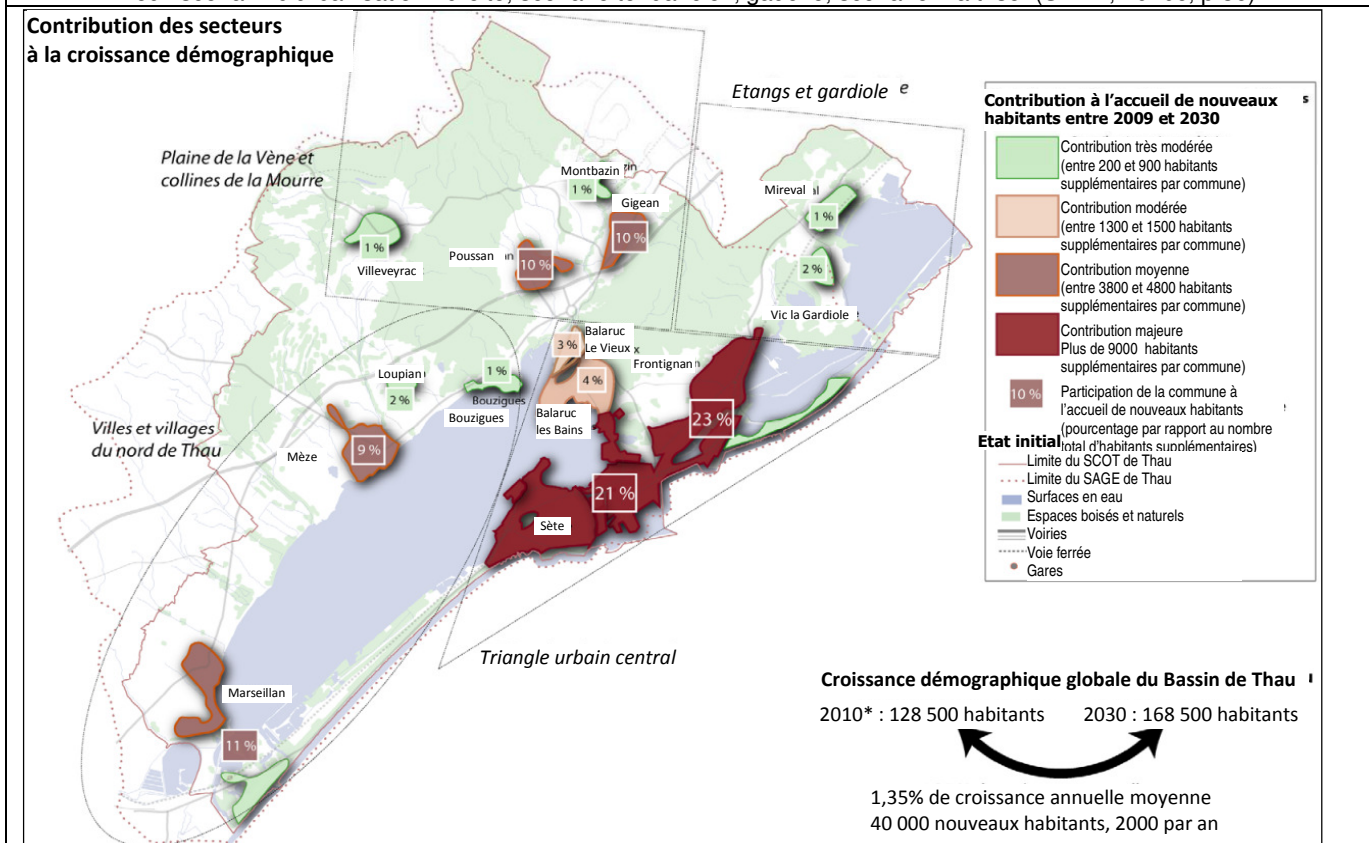 Contribution des secteurs
à la croissance démographique
Etangs et gardiole e
Plaine de la Vène et
collines de la Mourre
Montbazin
1 %
Gigean
10 %
Mireval
1 %
1 %
Villeveyrac
Poussan
10 %
2 %
Vic la Gardiole
Balaruc
Le Vieux
3 %
Frontignan
Loupian
2 %
1 %
Bouzigues
Bouzigues
4 %
Balaruc
les Bains
23 %
Villes et villages
du nord de Thau
Mèze
9 %
21 %
Sète
Triangle urbain central
Marseillan
11 %
Contribution à l'accueil de nouveaux
habitants entre 2009 et 2030
s
Contribution très modérée
(entre 200 et 900 habitants
supplémentaires par commune)
Contribution modérée
(entre 1300 et 1500 habitants
supplémentaires par commune)
Contribution moyenne
(entre 3800 et 4800 habitants
supplémentaires par commune)
Contribution majeure
Plus de 9000 habitants
supplémentaires par commune)
10 %
Participation de la commune à
l'accueil de nouveaux habitants
(pourcentage par rapport au nombre
total d'habitants supplémentaires)
Etat initial
Limite du SCOT de Thau
Limite du SAGE de Thau
Surfaces en eau
Espaces boisés et naturels
Voiries
Voie ferrée
Gares
Croissance démographique globale du Bassin de Thau
2010* : 128 500 habitants 2030 : 168 500 habitants
1,35% de croissance annuelle moyenne
40 000 nouveaux habitants, 2000 par an